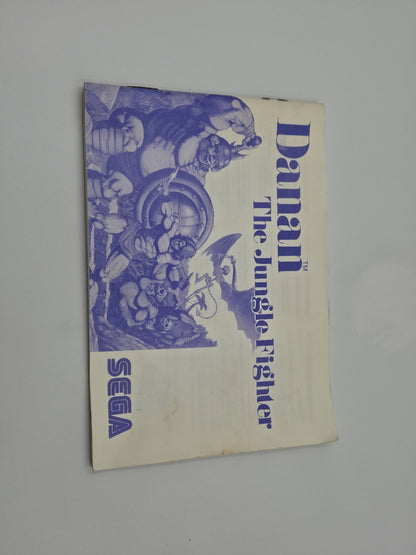 Danan™
The Jungle Fighter
SEGA